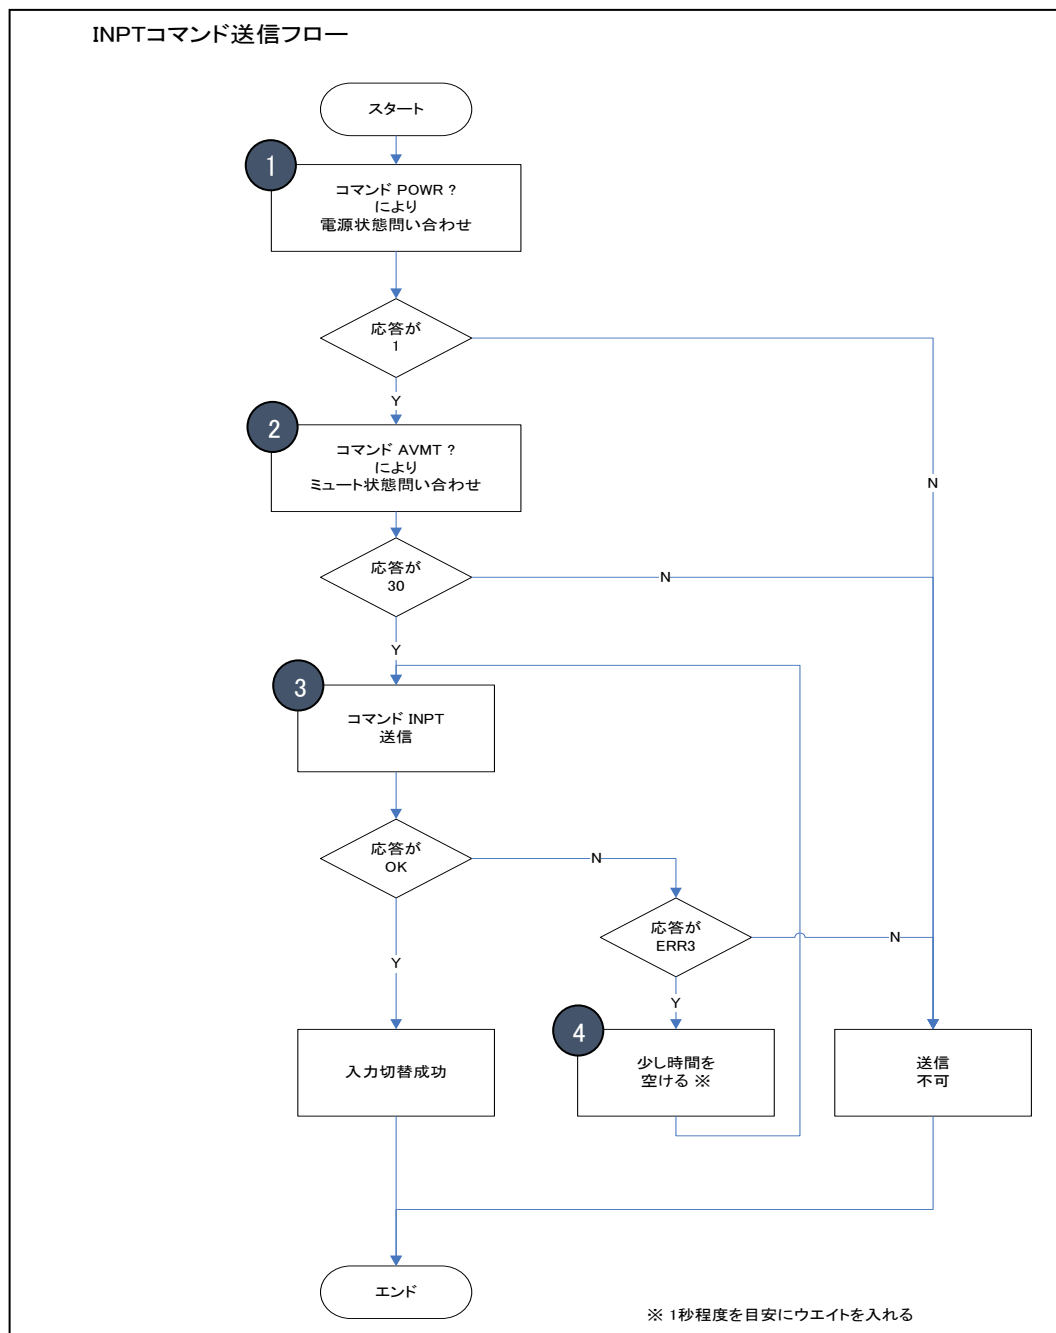 INPTコマンド送信フロー
スタート
1
コマンド POWR ?
により
電源状態問い合わせ
応答が
1
Y
N
2
コマンド AVMT ?
により
ミュート状態問い合わせ
応答が
30
N
Y
3
コマンド INPT
送信
応答が
OK
N
Y
応答が
ERR3
N
Y
入力切替成功
4
少し時間を
空ける ※
送信
不可
エンド
※ 1秒程度を目安にウエイトを入れる